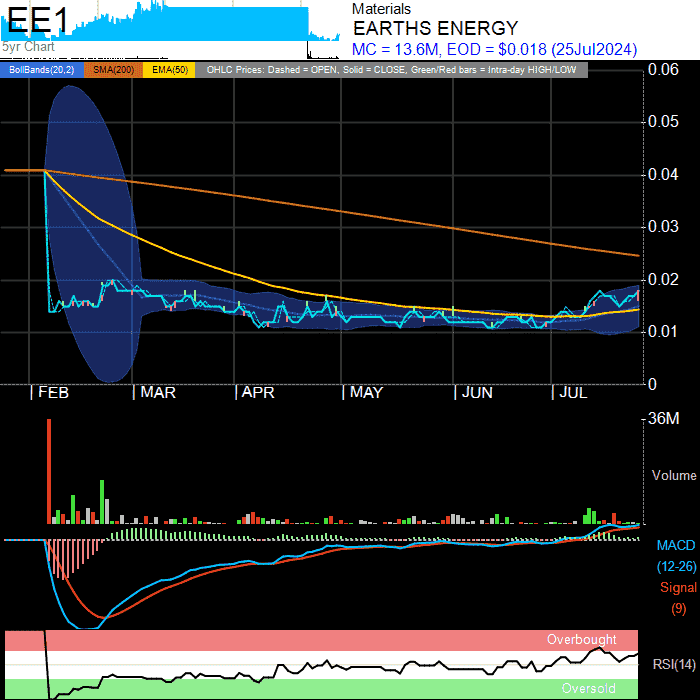 EE1
5yr Chart
Materials
EARTHS ENERGY
MC = 13.6M, EOD = $0.018 (25Jul2024)
BollBands(20,2) SMA(200) EMA(50) OHLC Prices: Dashed = OPEN, Solid = CLOSE, Green/Red bars = Intra-day HIGH/LOW
0.06
0.05
0.04
0.03
0.02
0.01
0
FEB MAR APR MAY JUN JUL
36M
Volume
MACD
(12-26)
Signal
(9)
Overbought
RSI(14)
Oversold